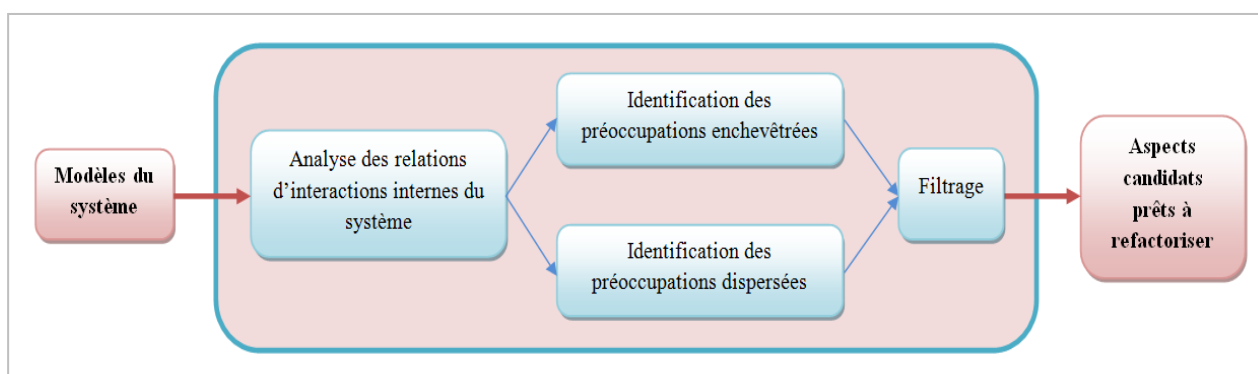 Modèles du
système
Analyse des relations
d'interactions internes du
système
Identification des
préoccupations enchevêtrées
Identification des
préoccupations dispersées
Filtrage
Aspects
candidats
prêts à
refactoriser